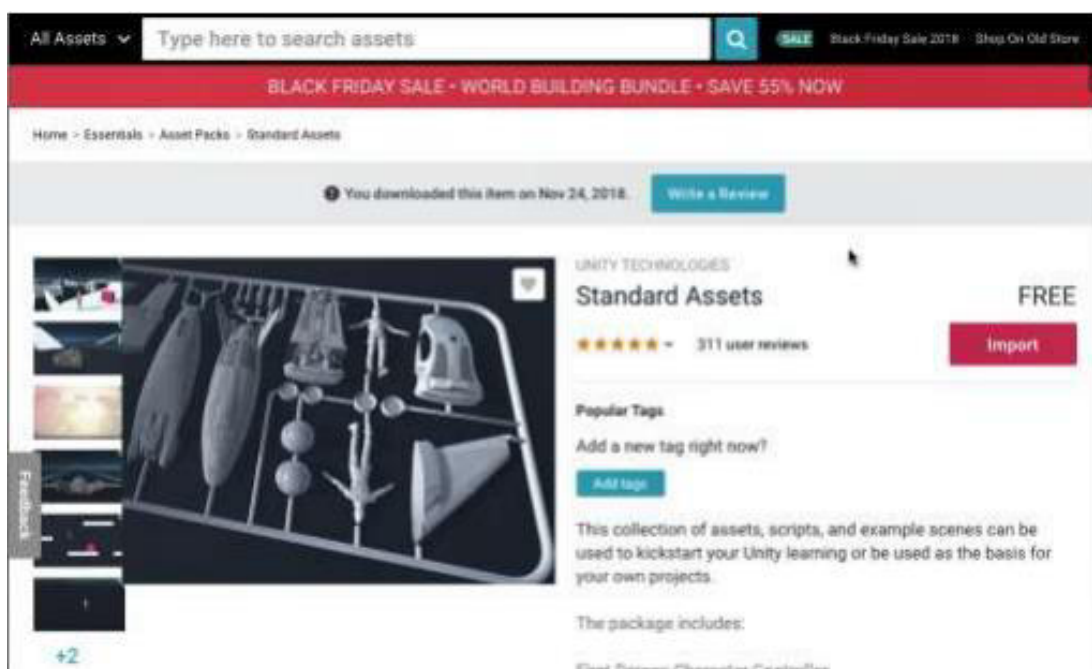 All Assets
Type here to search assets
SALE
Black Friday Sale 2018
Shop On Old Store
BLACK FRIDAY SALE • WORLD BUILDING BUNDLE • SAVE 55% NOW
Home > Essentials > Asset Packs > Standard Assets
You downloaded this item on Nov 24, 2018.
Write a Review
UNITY TECHNOLOGIES
Standard Assets
FREE
311 user reviews
Import
Popular Tags
Add a new tag right now?
Add tags
Feedback
This collection of assets, scripts, and example scenes can be
used to kickstart your Unity learning or be used as the basis for
your own projects.
The package includes:
+2
First Person Character Controller